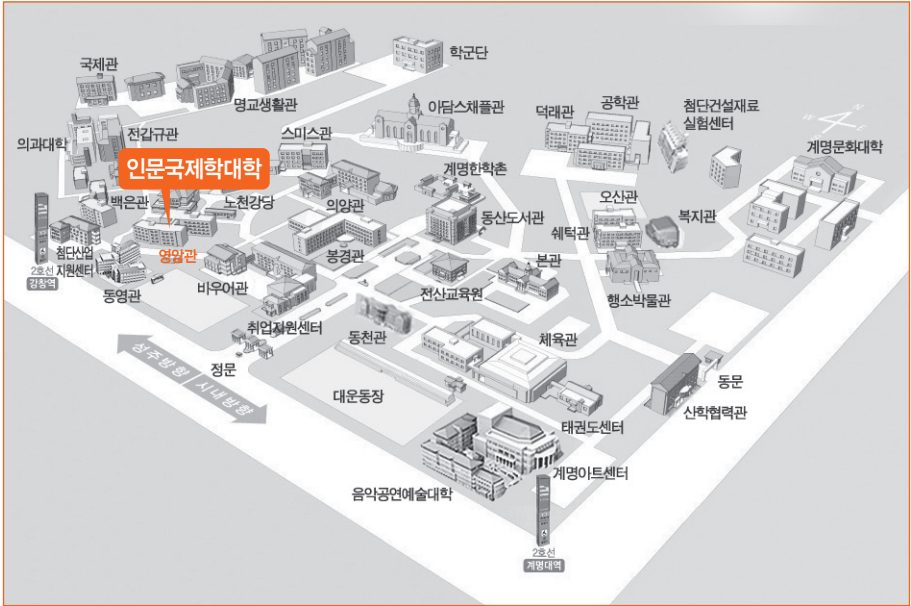 학군단
국제관
명교생활관
아담스채플관
공학관
덕래관
첨단건설재료
실험센터
N
W
E
S
의과대학
전갑규관
스미스관
계명문화대학
인문국제학대학
계명한학촌
백은관
노천강당
의양관
오산관
동산도서관
복지관
쉐턱관
첨단산업
지원센터
영암관
봉경관
본관
2호선
강창역
동영관
비우어관
전산교육원
행소박물관
취업지원센터
동천관
체육관
성주방향
시내방향
정문
대운동장
동문
산학협력관
태권도센터
계명아트센터
음악공연예술대학
2호선
계명대역